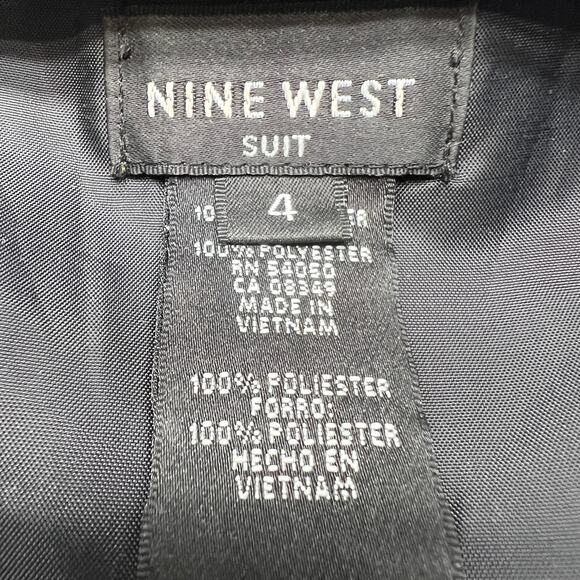 NINE WEST
SUIT
4
100% POLYESTER
RN 54050
CA 08349
MADE IN
VIETNAM
100% POLIESTER
FORRO:
100% POLIESTER
HECHO EN
VIETNAM